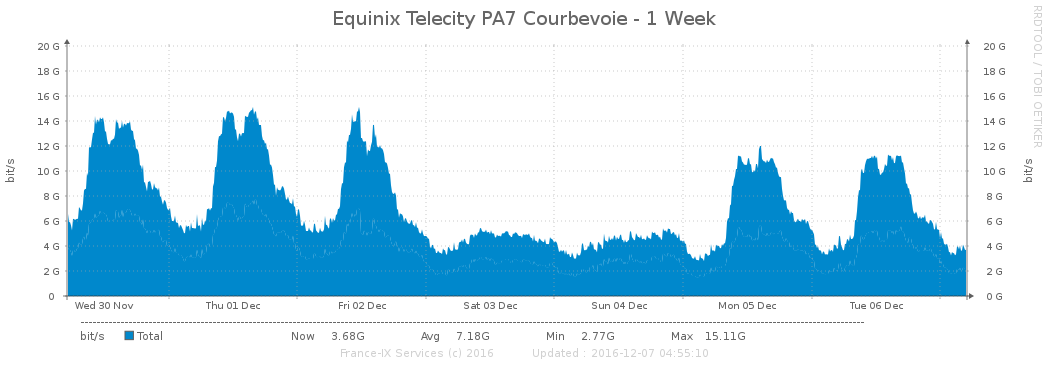 Equinix Telecity PA7 Courbevoie - 1 Week
RRDTOOL / TOBI OETIKER
20 G 20 G
18 G 18 G
16 G 16 G
14 G 14 G
12 G 12 G
10 G 10 G
8 G 8 G
6 G 6 G
4 G 4 G
2 G 2 G
0 0 G
bit/s
bit/s
Wed 30 Nov Thu 01 Dec Fri 02 Dec Sat 03 Dec Sun 04 Dec Mon 05 Dec Tue 06 Dec
bit/s Total Now 3.68G Avg 7.18G Min 2.77G Max 15.11G
France-IX Services (c) 2016 Updated : 2016-12-07 04:55:10